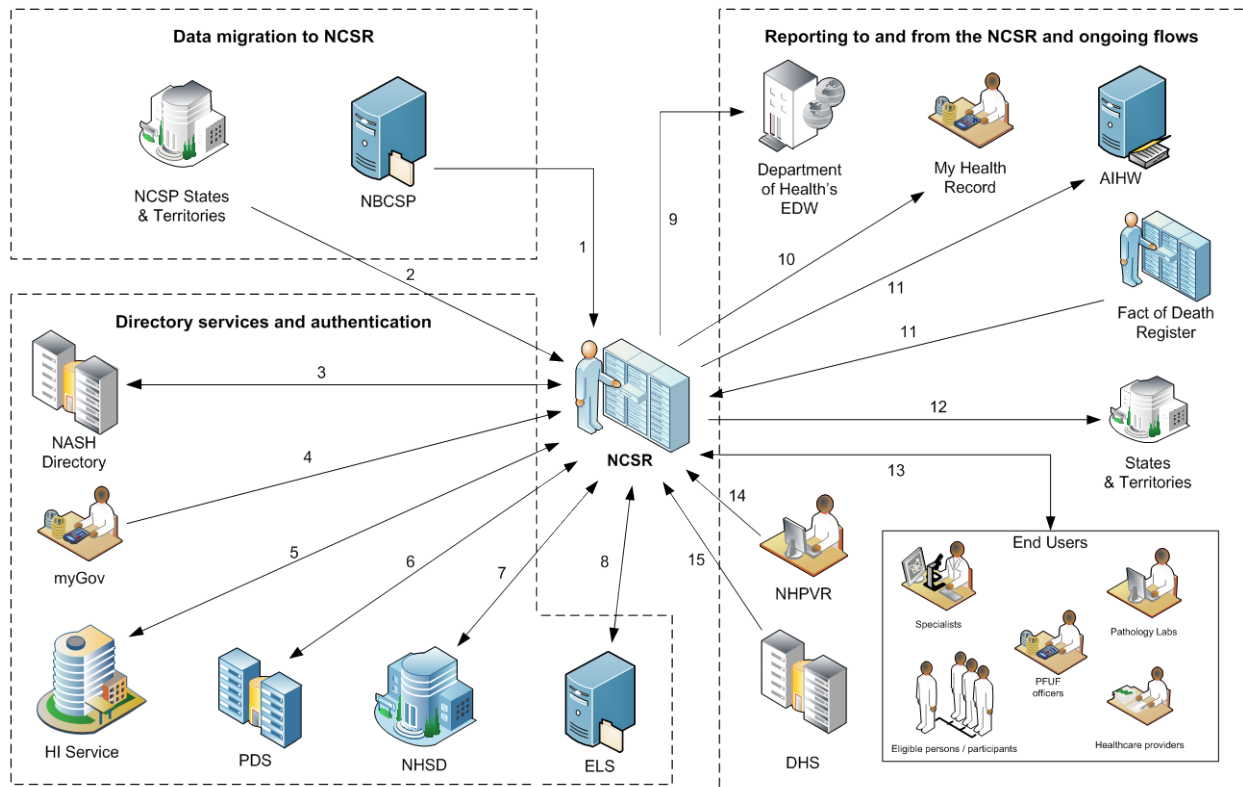 Data migration to NCSR
NCSP States
& Territories
NBCSP
1
2
Directory services and authentication
NASH
Directory
3
myGov
4
HI Service
5
PDS
6
NHSD
7
ELS
8
NCSR
Reporting to and from the NCSR and ongoing flows
Department
of Health's
EDW
9
My Health
Record
10
AIHW
11
Fact of Death
Register
11
12
States
& Territories
13
14
NHPVR
15
DHS
End Users
Specialists
Pathology Labs
PFUF
officers
Eligible persons / participants
Healthcare providers